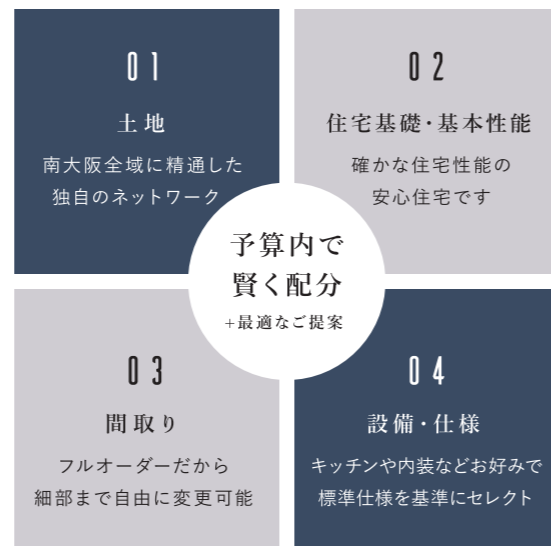 01
土地
南大阪全域に精通した
独自のネットワーク
02
住宅基礎・基本性能
確かな住宅性能の
安心住宅です
予算内で
賢く配分
+最適なご提案
03
間取り
フルオーダーだから
細部まで自由に変更可能
04
設備・仕様
キッチンや内装などお好みで
標準仕様を基準にセレクト